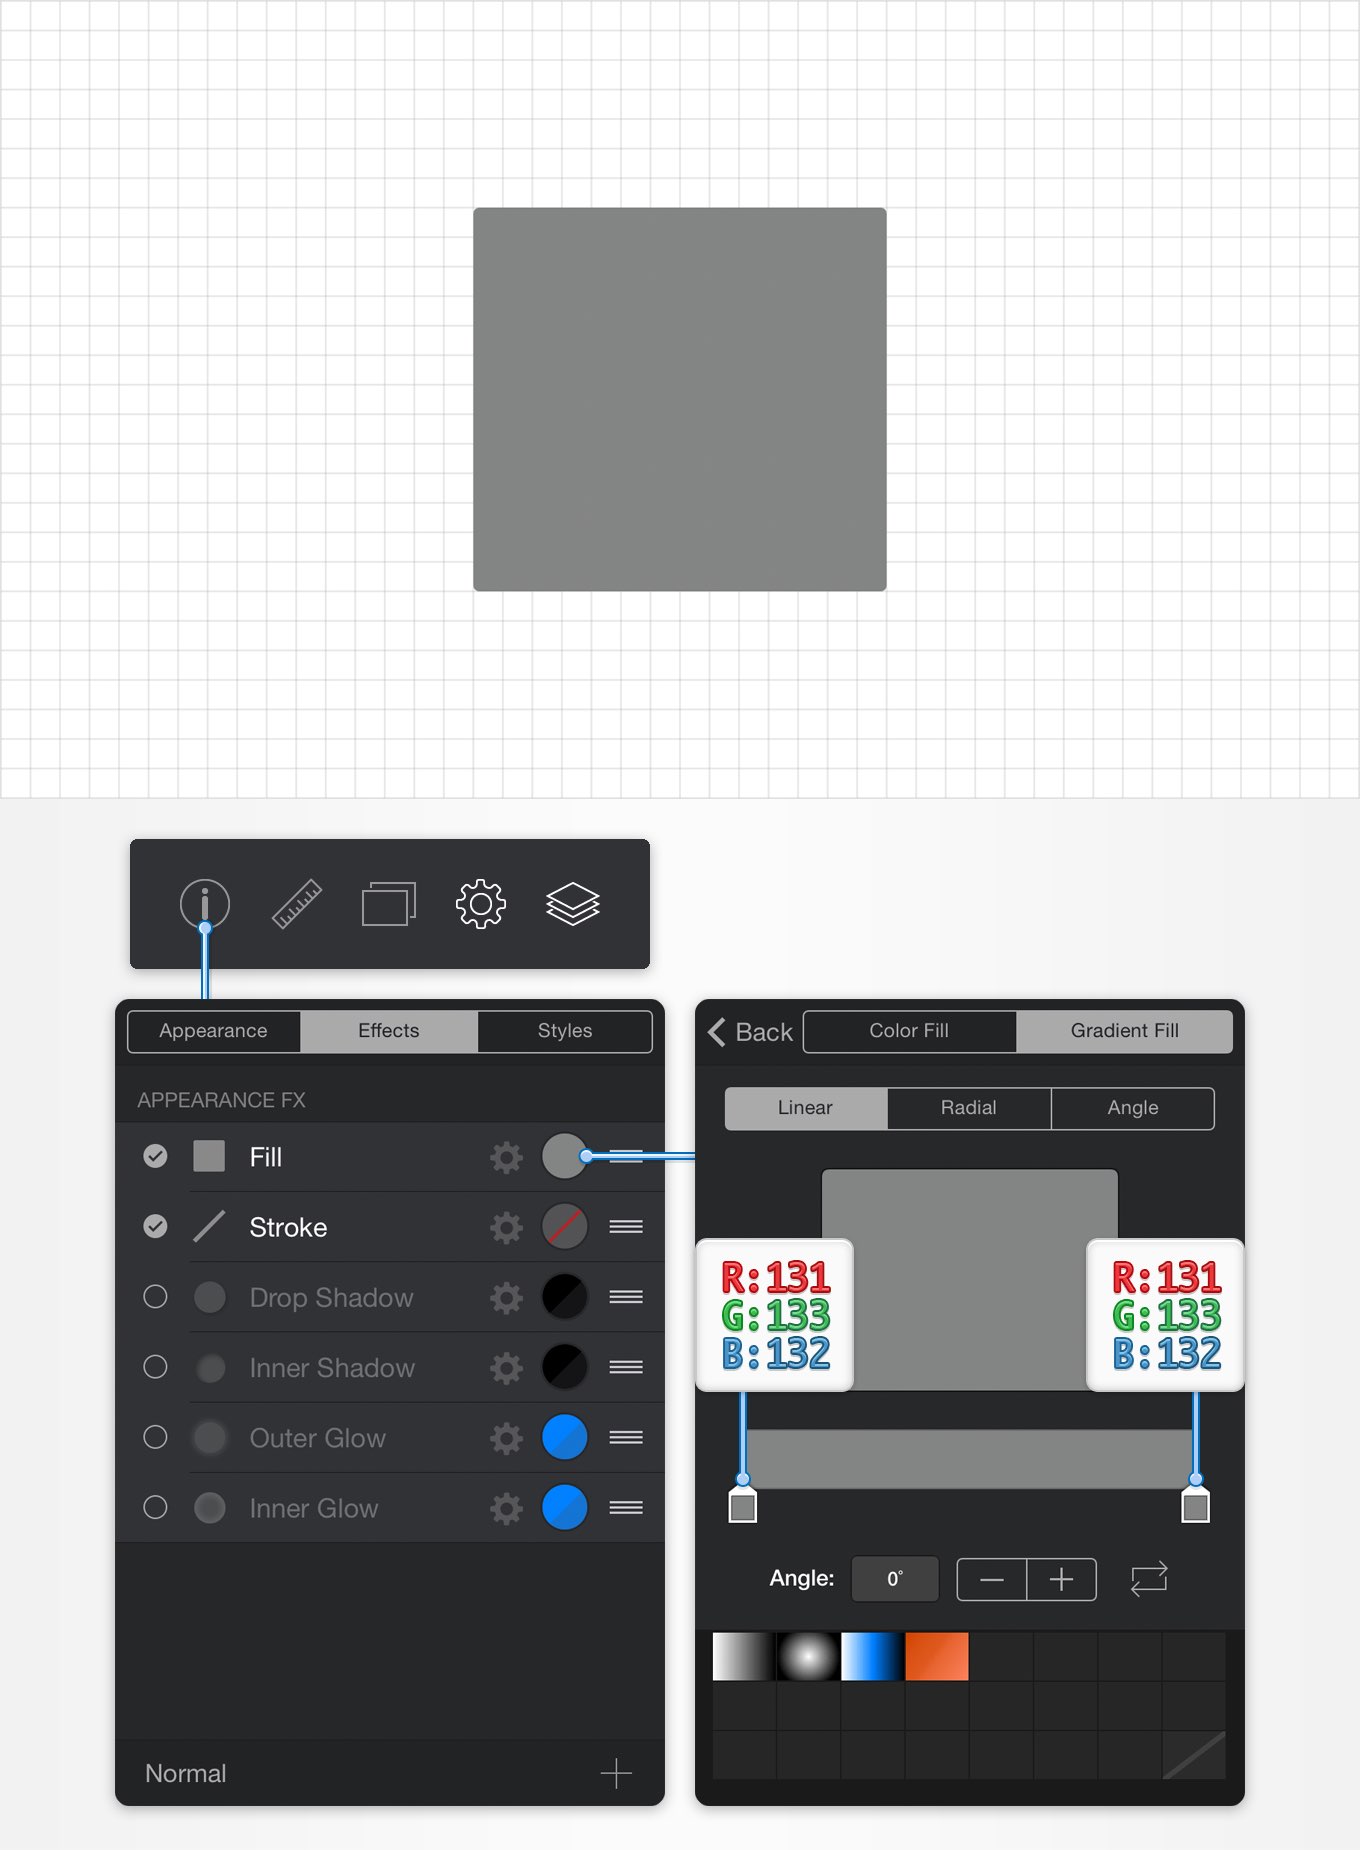 Appearance
Effects
Styles
APPEARANCE FX
Fill
Stroke
Drop Shadow
Inner Shadow
Outer Glow
Inner Glow
Normal
Back
Color Fill
Gradient Fill
Linear
Radial
Angle
R:131
G:133
B:132
R:131
G:133
B:132
Angle:
0°